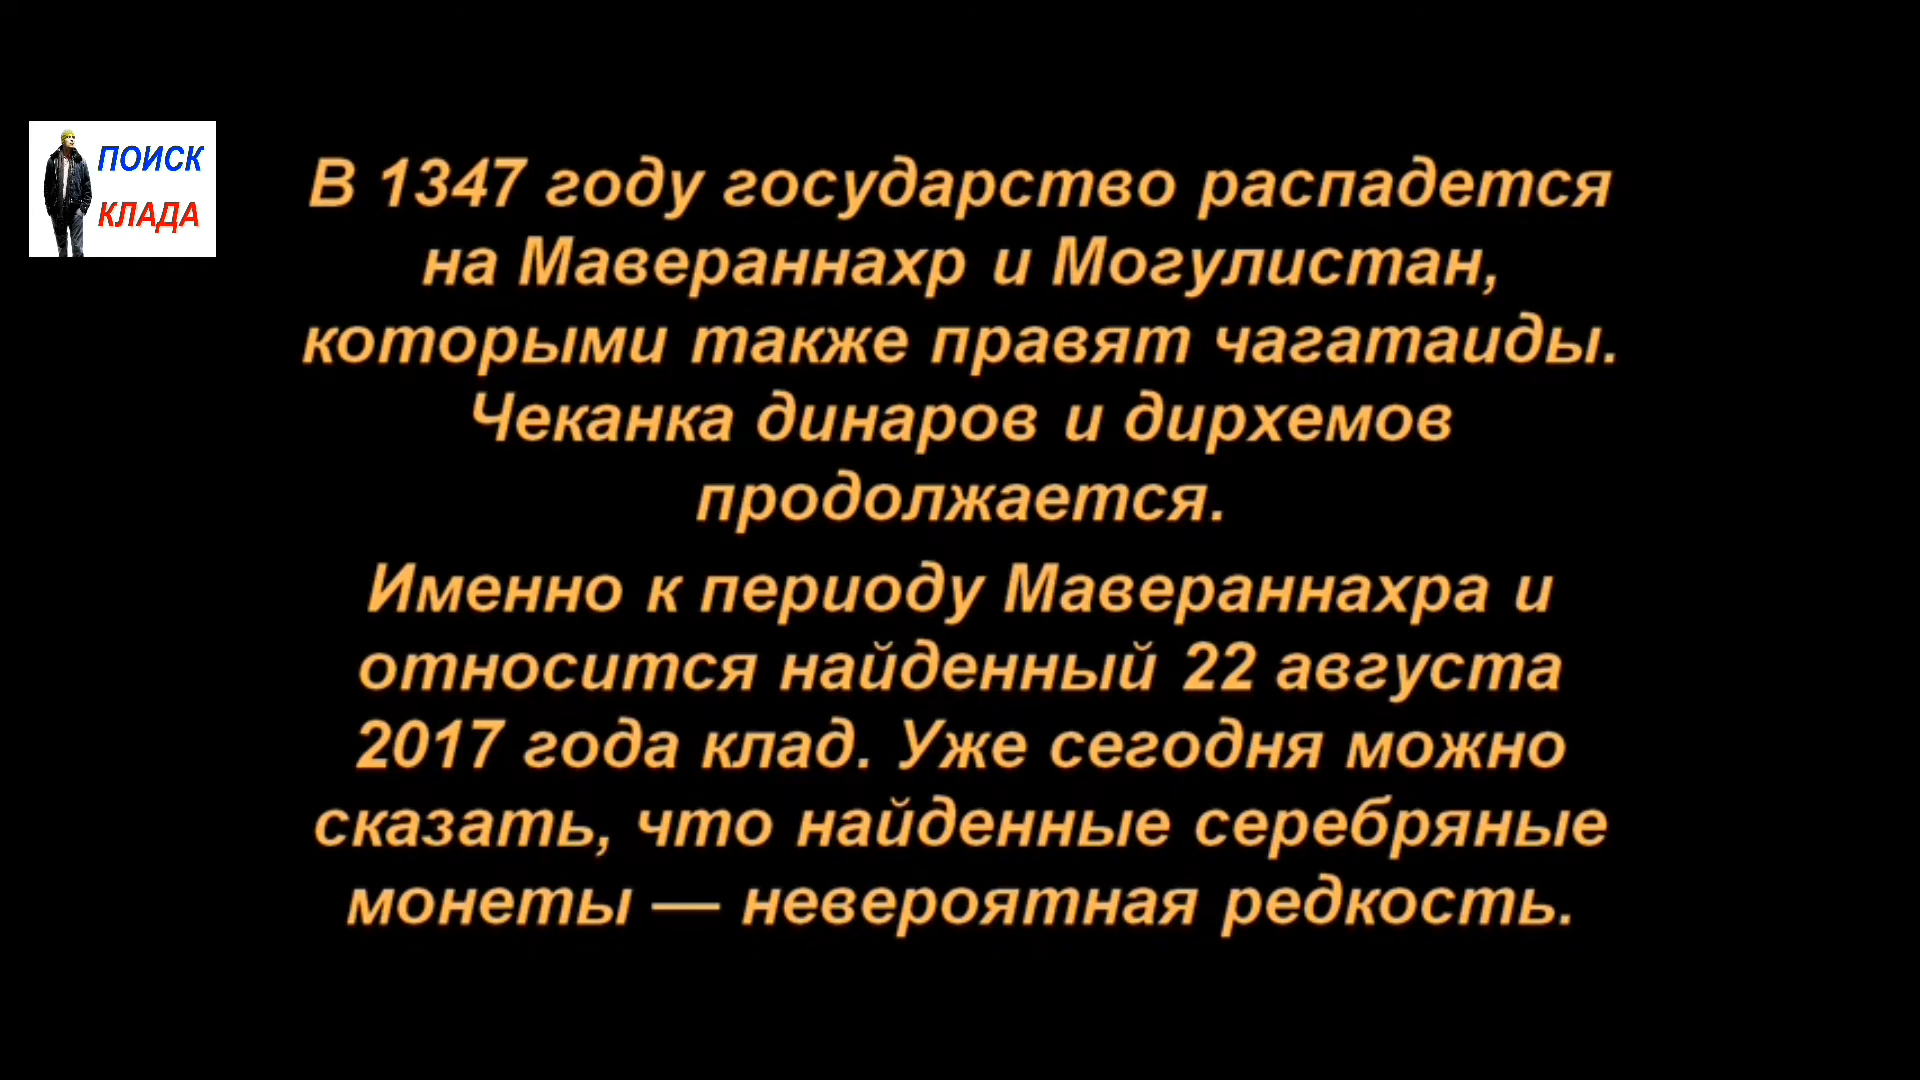 ПОИСК
КЛАДА
В 1347 году государство распадется
на Мавераннахр и Могулистан,
которыми также правят чагатаиды.
Чеканка динаров и дирхемов
продолжается.
Именно к периоду Мавераннахра и
относится найденный 22 августа
2017 года клад. Уже сегодня можно
сказать, что найденные серебряные
монеты — невероятная редкость.